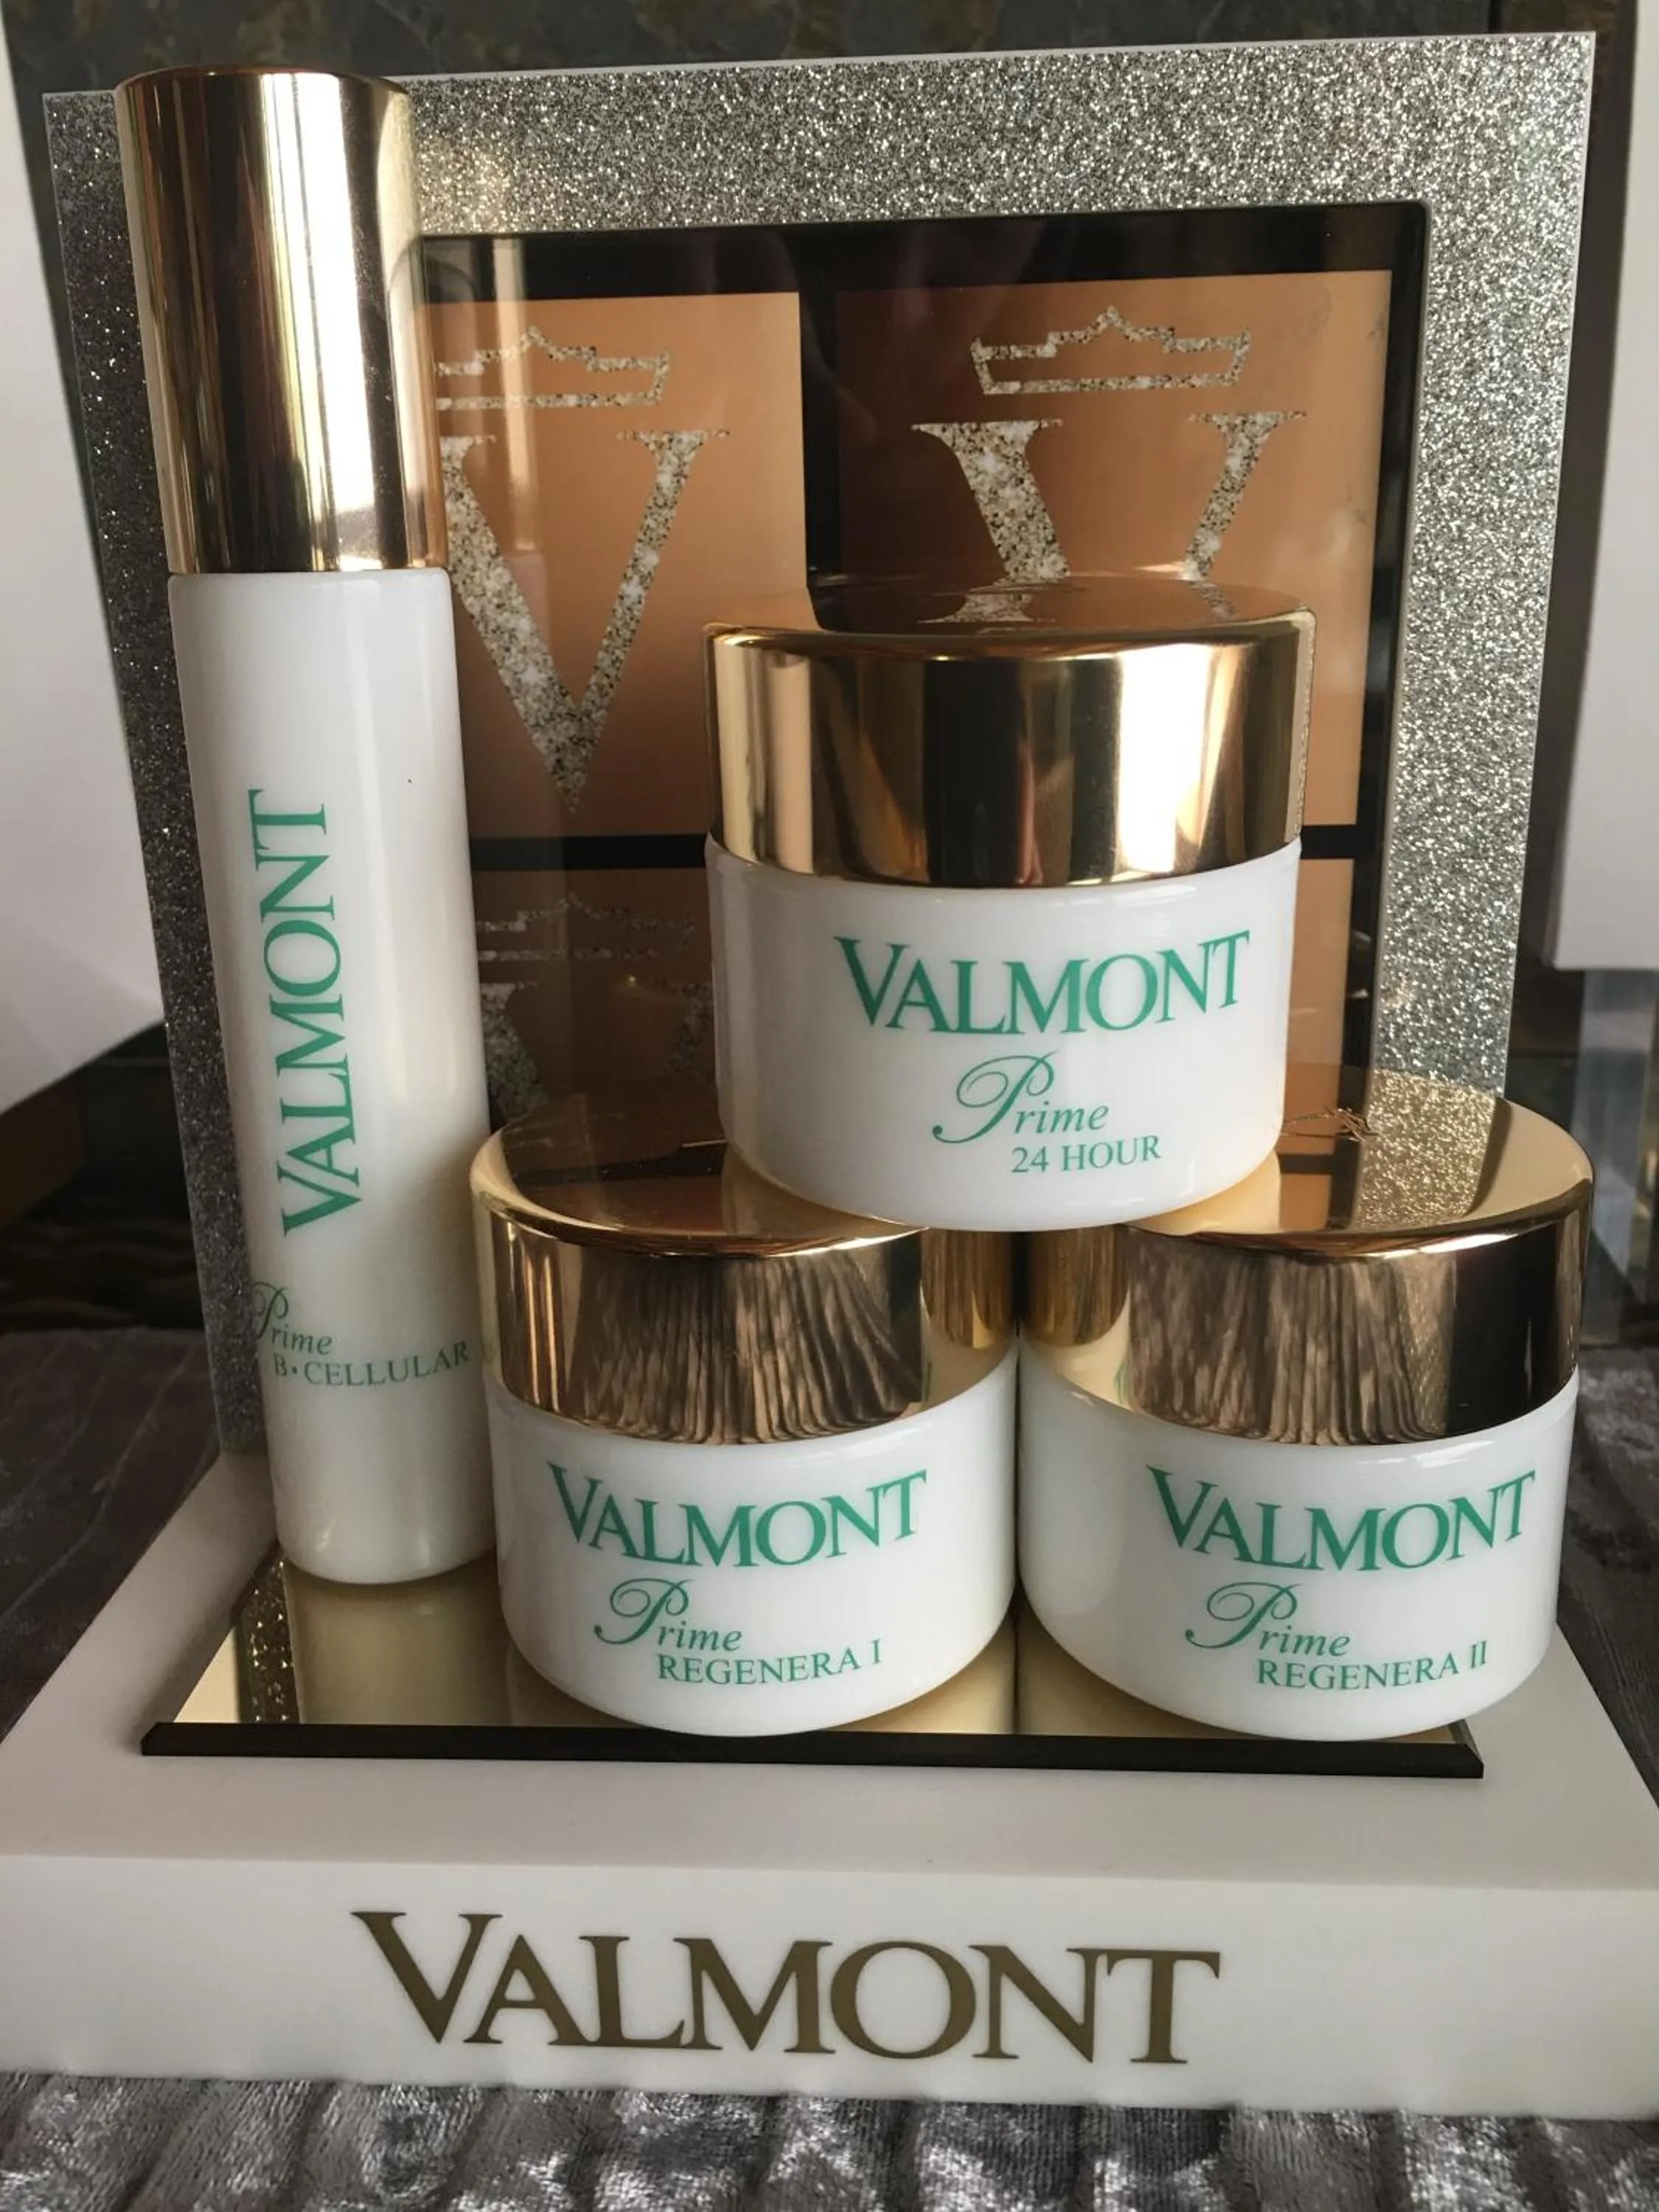 V
V
VALMONT
Prime
B•CELLULAR
VALMONT
Prime
24 HOUR
VALMONT
Prime
REGENERA I
VALMONT
Prime
REGENERA II
VALMONT